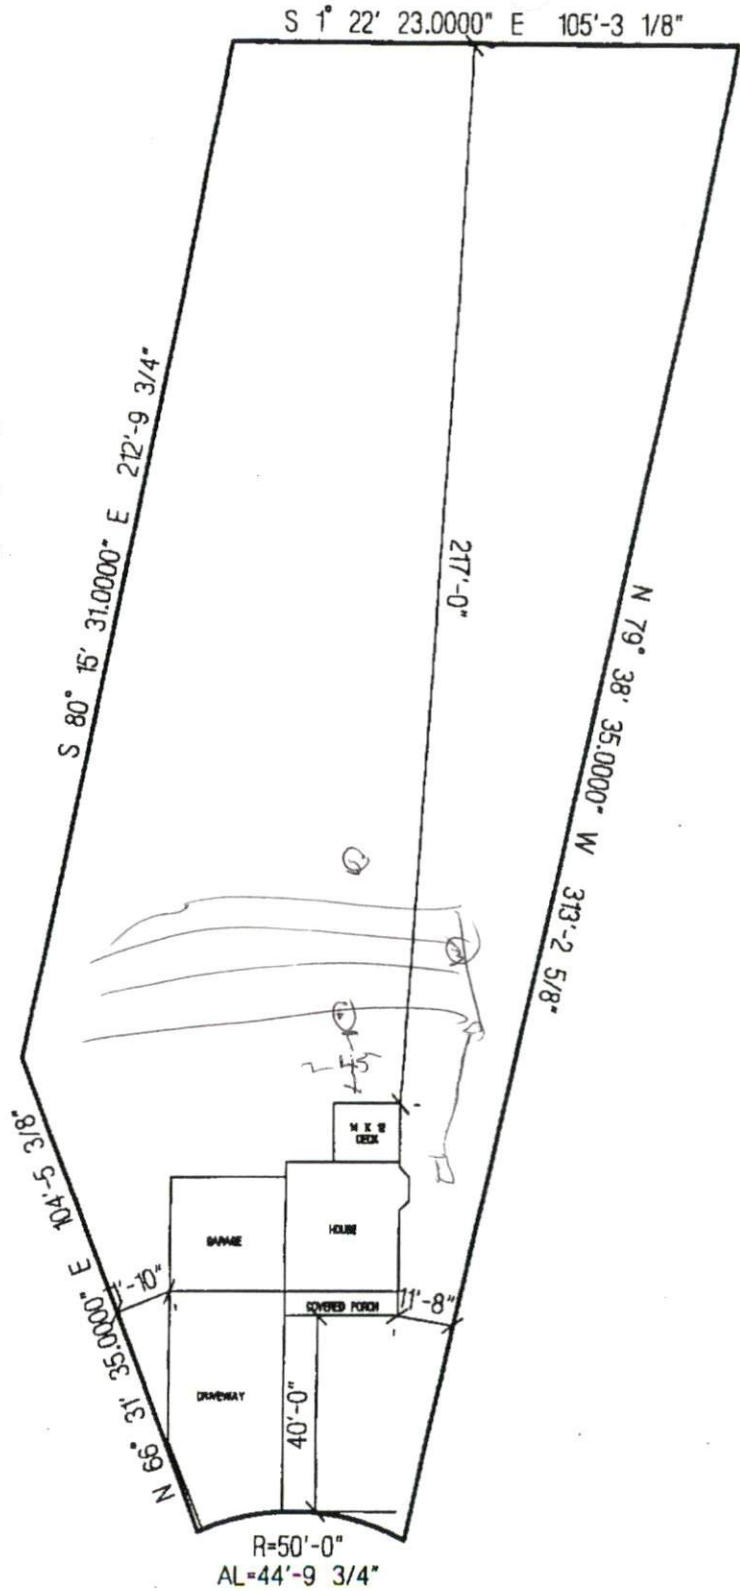 S 1° 22' 23.0000" E 105'-3 1/8"
S 80° 15' 31.0000" E 212'-9 3/4"
217'-0"
N 79° 38' 35.0000" W 313'-2 5/8"
14 X 12
DECK
N 66° 31' 35.0000" E 104'-5 3/8"
GARAGE
HOUSE
COVERED PORCH
11'-8"
DRIVEWAY
40'-0"
R=50'-0"
AL=44'-9 3/4"